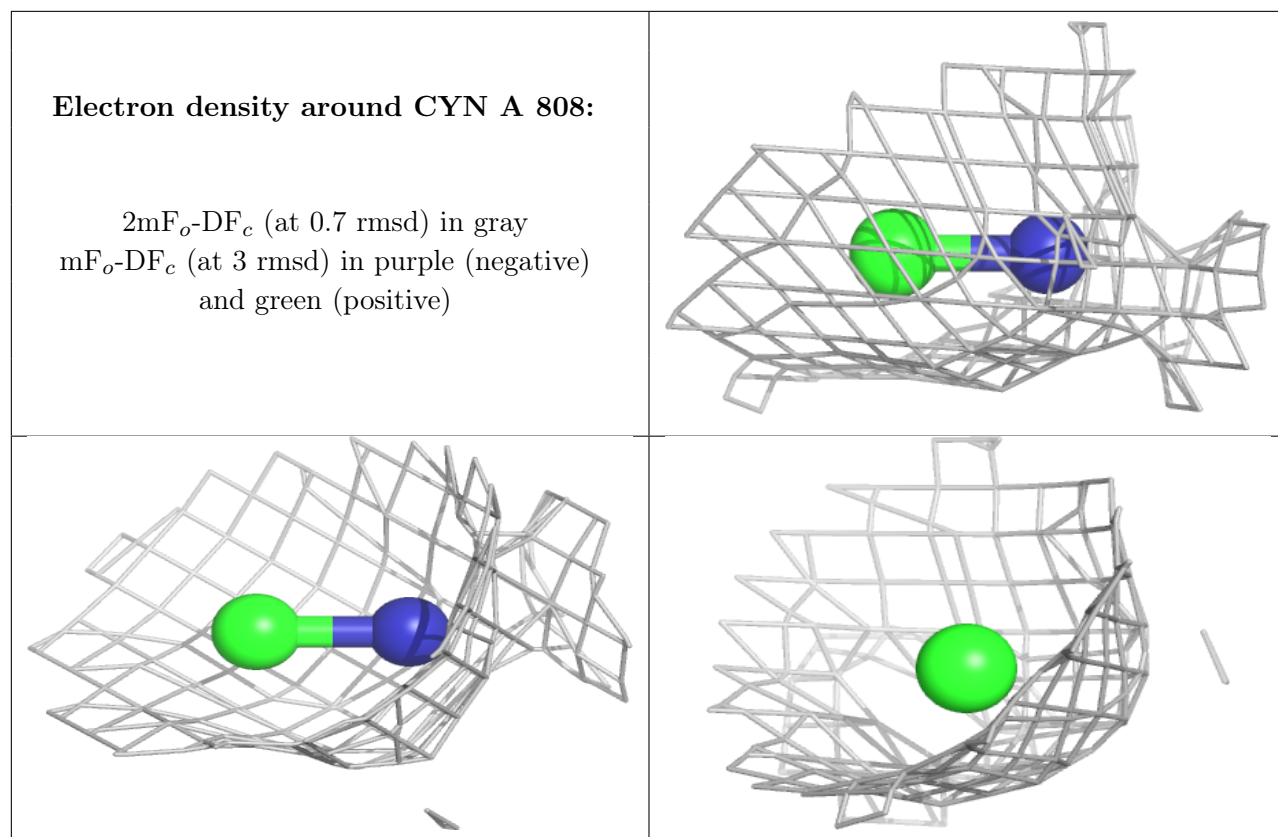 Electron density around CYN A 808:
2mFo-DFc (at 0.7 rmsd) in gray
mFo-DFc (at 3 rmsd) in purple (negative)
and green (positive)